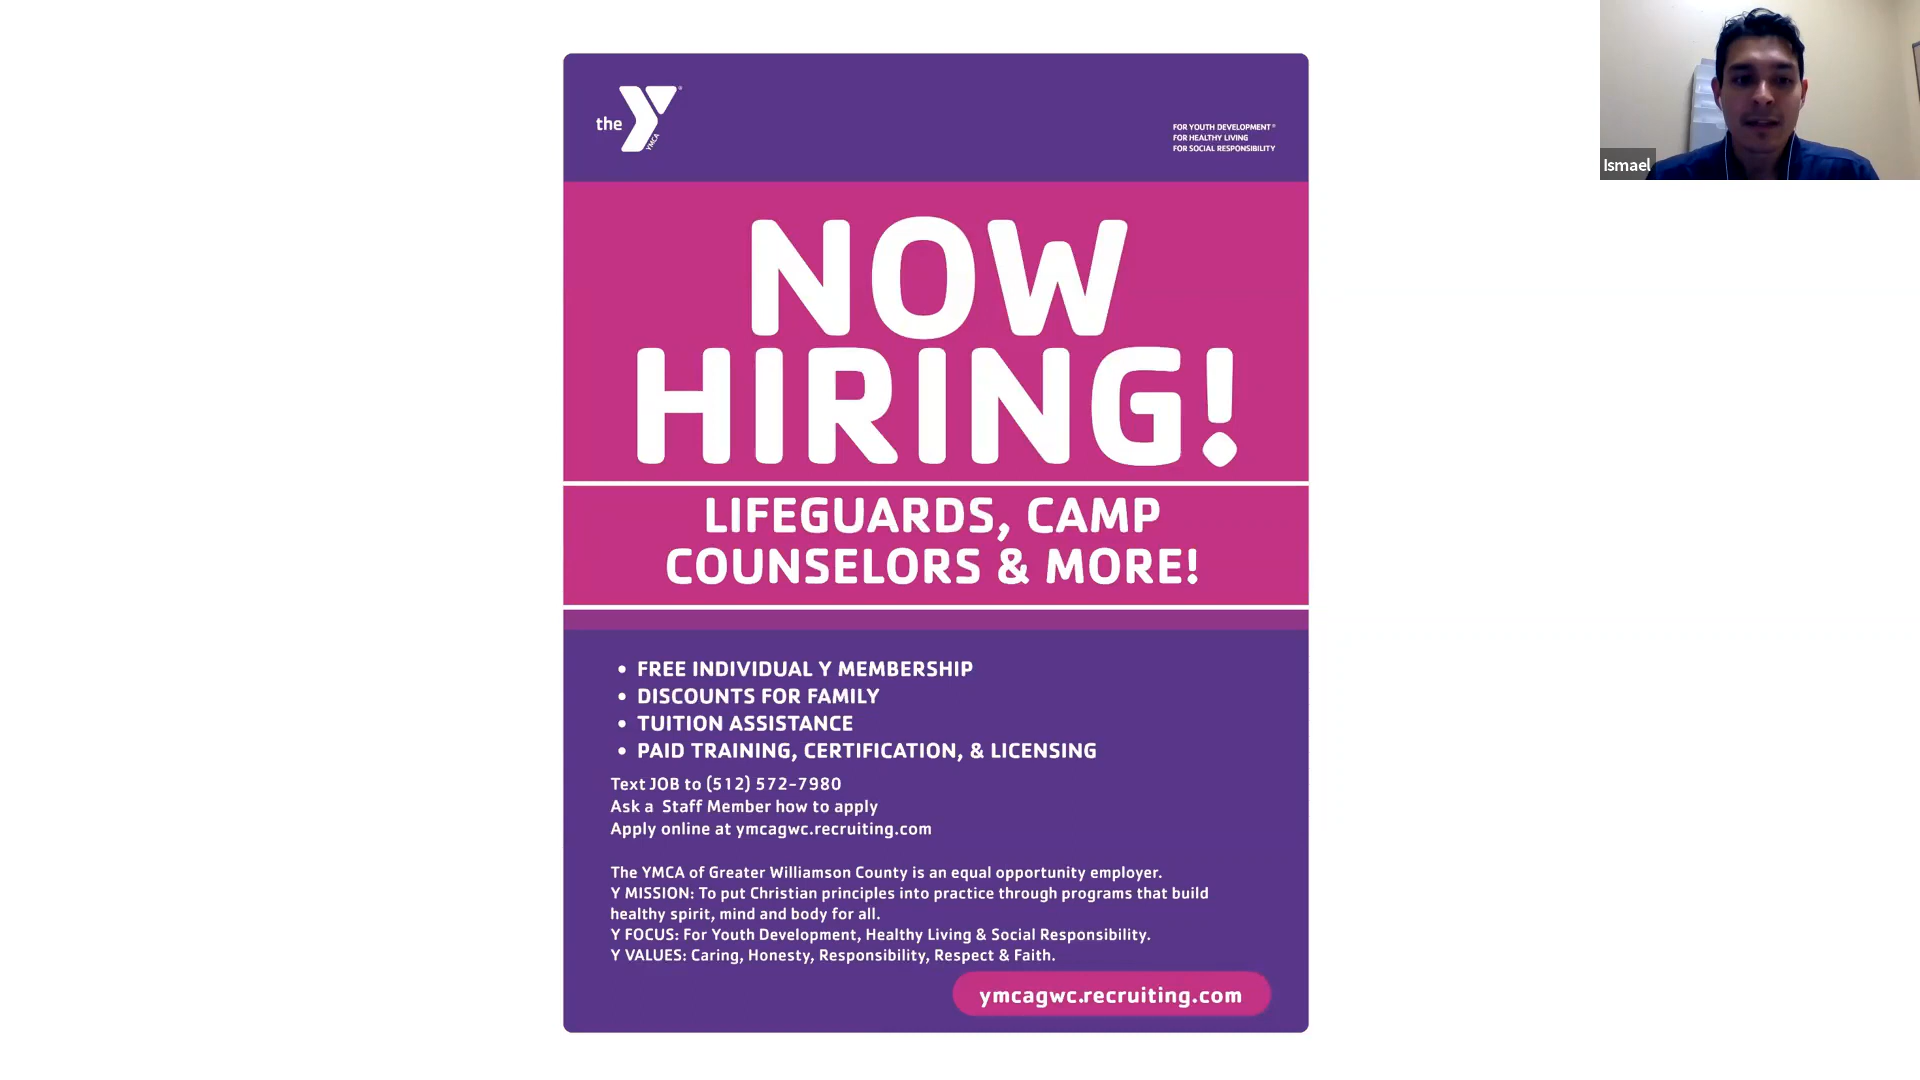 the
YMCA
FOR YOUTH DEVELOPMENT®
FOR HEALTHY LIVING
FOR SOCIAL RESPONSIBILITY
Ismael
NOW
HIRING!
LIFEGUARDS, CAMP
COUNSELORS & MORE!
• FREE INDIVIDUAL Y MEMBERSHIP
• DISCOUNTS FOR FAMILY
• TUITION ASSISTANCE
• PAID TRAINING, CERTIFICATION, & LICENSING
Text JOB to (512) 572-7980
Ask a Staff Member how to apply
Apply online at ymcagwc.recruiting.com
The YMCA of Greater Williamson County is an equal opportunity employer.
Y MISSION: To put Christian principles into practice through programs that build
healthy spirit, mind and body for all.
Y FOCUS: For Youth Development, Healthy Living & Social Responsibility.
Y VALUES: Caring, Honesty, Responsibility, Respect & Faith.
ymcagwc.recruiting.com